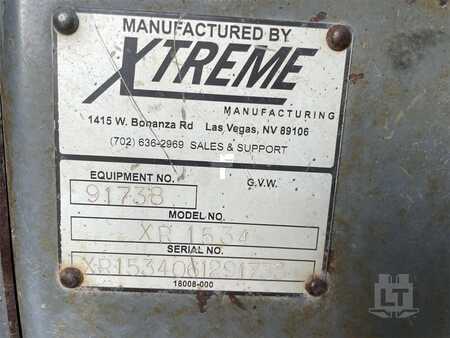 MANUFACTURED BY
XTREME
MANUFACTURING
1415 W. Bonanza Rd Las Vegas, NV 89106
(702) 636-2969 SALES & SUPPORT
EQUIPMENT NO. G.V.W.
91738
MODEL NO.
XR 1534
SERIAL NO.
18008-000
LT